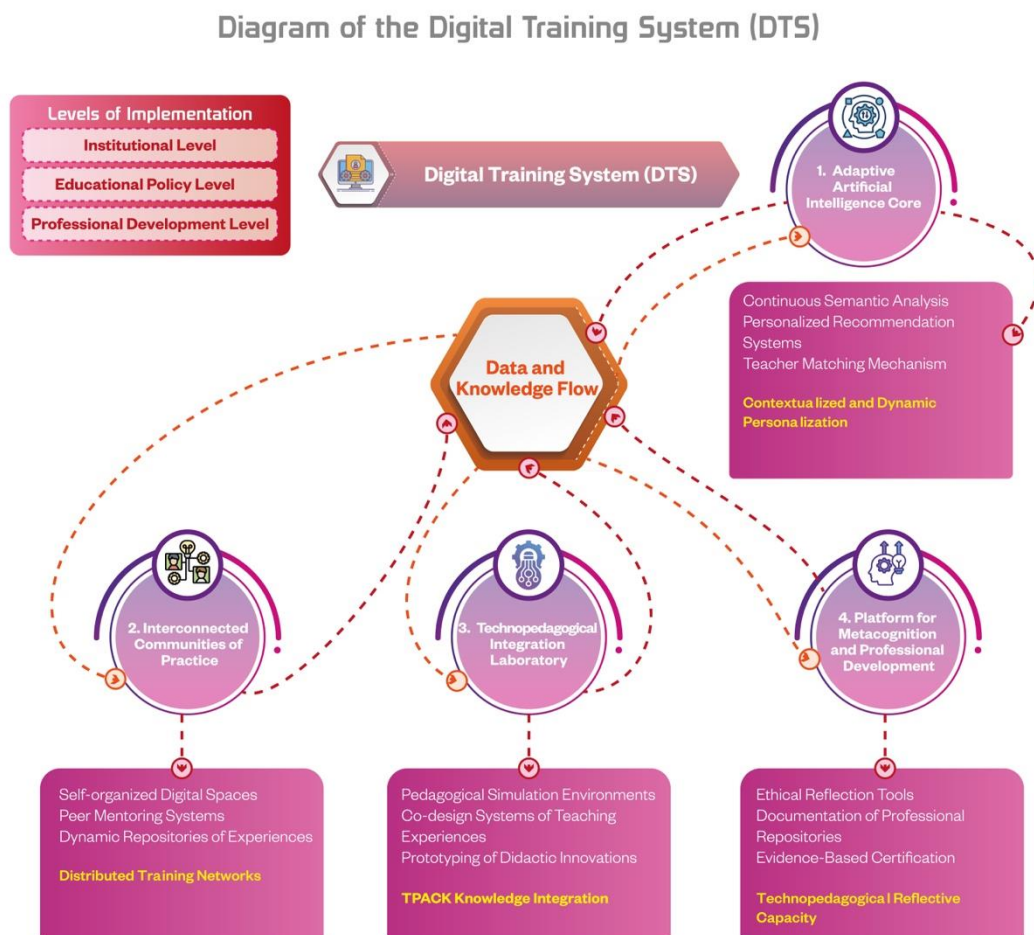 Diagram of the Digital Training System (DTS)
Levels of Implementation
Institutional Level
Educational Policy Level
Professional Development Level
Digital Training System (DTS)
1. Adaptive
Artificial
Intelligence Core
Continuous Semantic Analysis
Personalized Recommendation
Systems
Teacher Matching Mechanism
Contextua lized and Dynamic
Persona lization
Data and
Knowledge Flow
2. Interconnected
Communities of
Practice
3. Technopedagogical
Integration
Laboratory
4. Platform for
Metacognition
and Professional
Development
Self-organized Digital Spaces
Peer Mentoring Systems
Dynamic Repositories of Experiences
Distributed Training Networks
Pedagogical Simulation Environments
Co-design Systems of Teaching
Experiences
Prototyping of Didactic Innovations
TPACK Knowledge Integration
Ethical Reflection Tools
Documentation of Professional
Repositories
Evidence-Based Certification
Technopedagogica l Reflective
Capacity